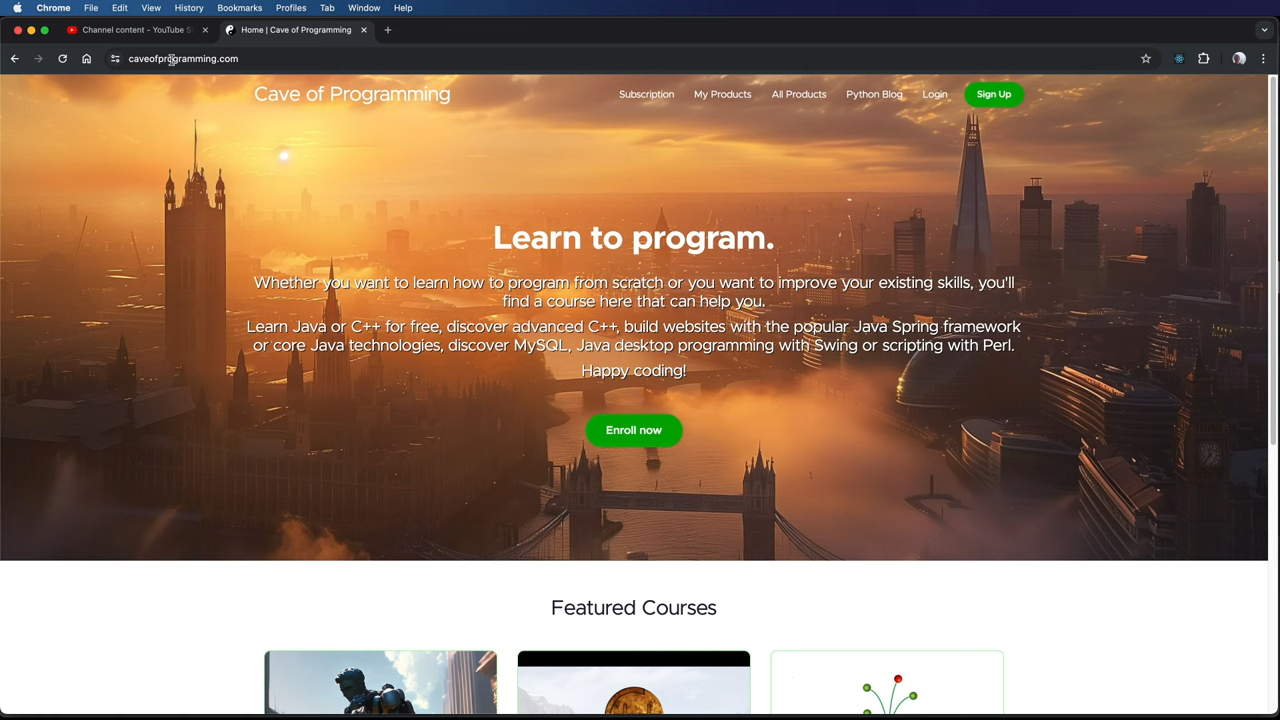 Chrome File Edit View History Bookmarks Profiles Tab Window Help
Channel content - YouTube S
Home | Cave of Programming
caveofprogramming.com
Cave of Programming
Subscription My Products All Products Python Blog Login Sign Up
Learn to program.
Whether you want to learn how to program from scratch or you want to improve your existing skills, you'll
find a course here that can help you.
Learn Java or C++ for free, discover advanced C++, build websites with the popular Java Spring framework
or core Java technologies, discover MySQL, Java desktop programming with Swing or scripting with Perl.
Happy coding!
Enroll now
Featured Courses